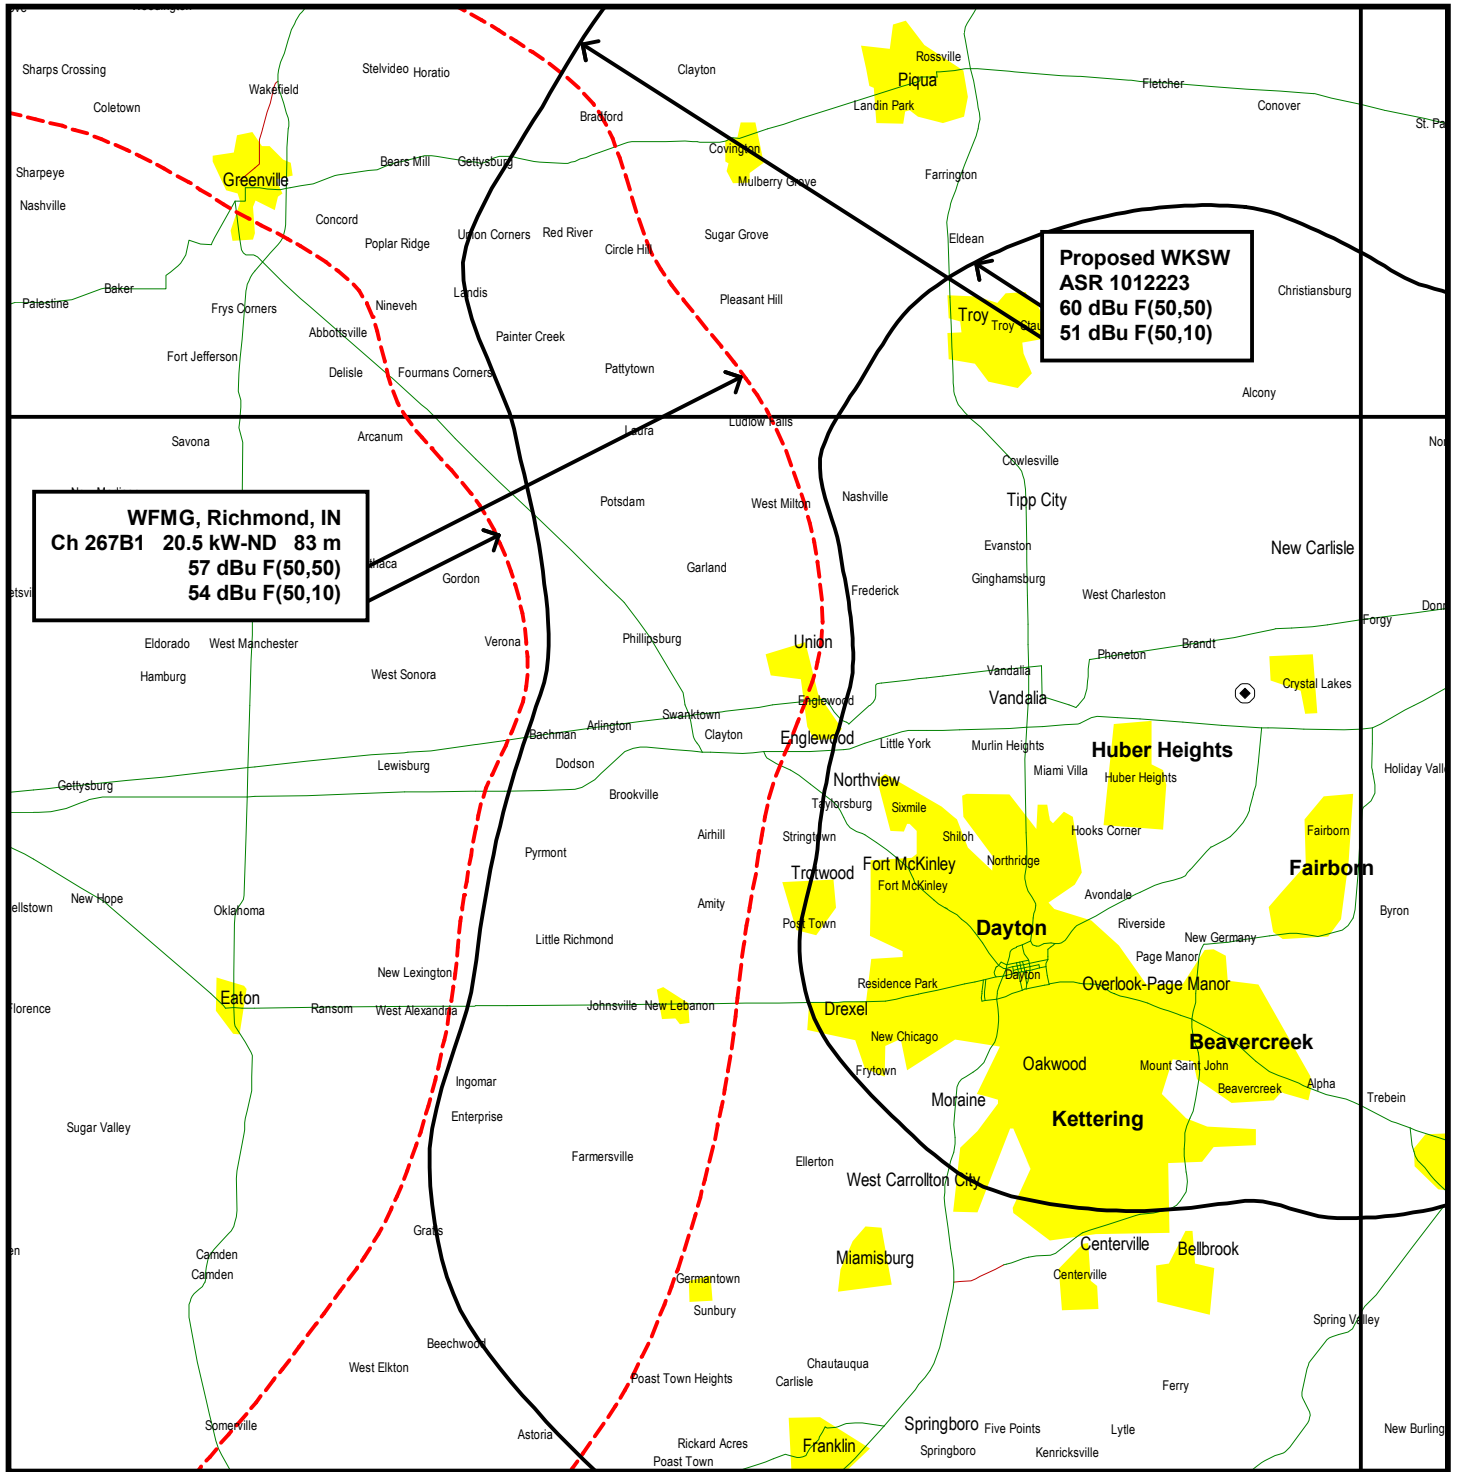 Sharps Crossing
Stelvideo
Horatio
Clayton
Rossville
Piqua
Wakefield
Fletcher
Coletown
Landin Park
Conover
Bradford
St. Pa
Covington
Bears Mill
Gettysburg
Sharpeye
Greenville
Mulberry Grove
Farrington
Nashville
Concord
Poplar Ridge
Union Corners
Red River
Circle Hill
Sugar Grove
Eldean
Proposed WKSW
ASR 1012223
60 dBu F(50,50)
51 dBu F(50,10)
Baker
Palestine
Landis
Christiansburg
Frys Corners
Nineveh
Pleasant Hill
Troy
Troy
Abbottsville
Painter Creek
Fort Jefferson
Delisle
Fourmans Corners
Pattytown
Alcony
Ludlow Falls
Laura
Savona
Arcanum
Cowlesville
Potsdam
West Milton
Nashville
Tipp City
WFMG, Richmond, IN
Ch 267B1 20.5 kW-ND 83 m
57 dBu F(50,50)
54 dBu F(50,10)
Evanston
New Carlisle
Garland
Gordon
Ginghamsburg
Frederick
West Charleston
Forgy
Eldorado
West Manchester
Verona
Phillipsburg
Union
Brandt
Phoneton
Hamburg
West Sonora
Vandalia
Vandalia
Crystal Lakes
Englewood
Swanktown
Arlington
Clayton
Bachman
Englewood
Little York
Murlin Heights
Huber Heights
Lewisburg
Dodson
Miami Villa
Huber Heights
Gettysburg
Northview
Brookville
Taylorsburg
Sixmile
Airhill
Stringtown
Shiloh
Hooks Corner
Fairborn
Pyrmont
Trotwood
Fort McKinley
Northridge
Fairborn
Fort McKinley
New Hope
Avondale
Oklahoma
Amity
Post Town
Dayton
Riverside
Byron
Little Richmond
New Germany
Page Manor
New Lexington
Dayton
Residence Park
Overlook-Page Manor
Eaton
Florence
Ransom
West Alexandria
Johnsville
New Lebanon
Drexel
New Chicago
Beavercreek
Oakwood
Mount Saint John
Frytown
Ingomar
Beavercreek
Alpha
Trebein
Moraine
Enterprise
Kettering
Sugar Valley
Farmersville
Ellerton
West Carrollton City
Gratis
Camden
Camden
Centerville
Bellbrook
Miamisburg
Centerville
Germantown
Sunbury
Spring Valley
Beechwood
West Elkton
Chautauqua
Poast Town Heights
Carlisle
Ferry
Somerville
Astoria
Springboro
Five Points
Lytle
New Burling
Rickard Acres
Franklin
Springboro
Kenricksville
Poast Town